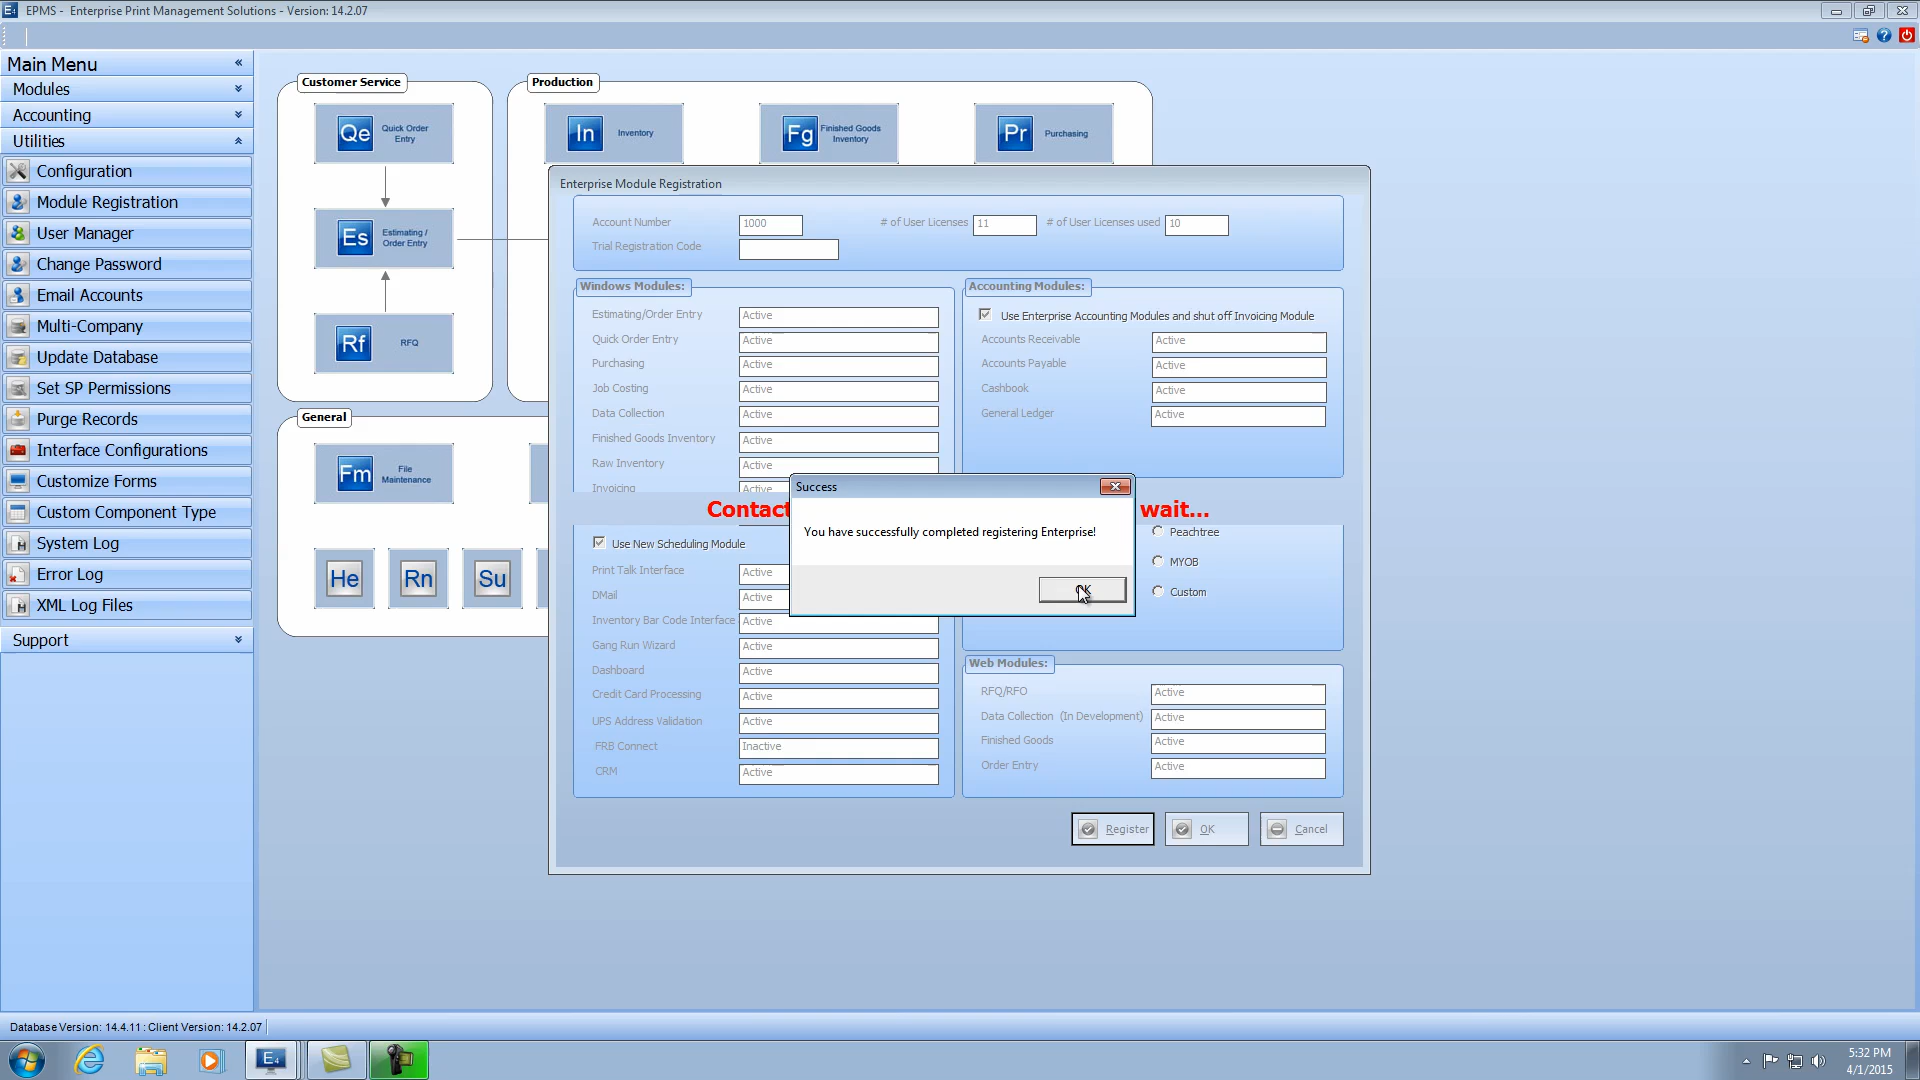 EPMS - Enterprise Print Management Solutions - Version: 14.2.07
Main Menu
Modules
Accounting
Utilities
Configuration
Module Registration
User Manager
Change Password
Email Accounts
Multi-Company
Update Database
Set SP Permissions
Purge Records
Interface Configurations
Customize Forms
Custom Component Type
System Log
Error Log
XML Log Files
Support
Customer Service
Qe Quick Order
Entry
Es Estimating /
Order Entry
Rf RFQ
Production
In Inventory
Fg Finished Goods
Inventory
Pr Purchasing
General
Fm File
Maintenance
He Rn Su
Enterprise Module Registration
Account Number 1000 # of User Licenses 11 # of User Licenses used 10
Trial Registration Code
Windows Modules:
Estimating/Order Entry Active
Quick Order Entry Active
Purchasing Active
Job Costing Active
Data Collection Active
Finished Goods Inventory Active
Raw Inventory Active
Invoicing Active
Contact wait...
Use New Scheduling Module
Print Talk Interface Active
DMail Active
Inventory Bar Code Interface Active
Gang Run Wizard Active
Dashboard Active
Credit Card Processing Active
UPS Address Validation Active
FRB Connect Inactive
CRM Active
Accounting Modules:
Use Enterprise Accounting Modules and shut off Invoicing Module
Accounts Receivable Active
Accounts Payable Active
Cashbook Active
General Ledger Active
Peachtree
MYOB
Custom
Web Modules:
RFQ/RFO Active
Data Collection (In Development) Active
Finished Goods Active
Order Entry Active
Register OK Cancel
Success
You have successfully completed registering Enterprise!
OK
Database Version: 14.4.11 : Client Version: 14.2.07
5:32 PM
4/1/2015